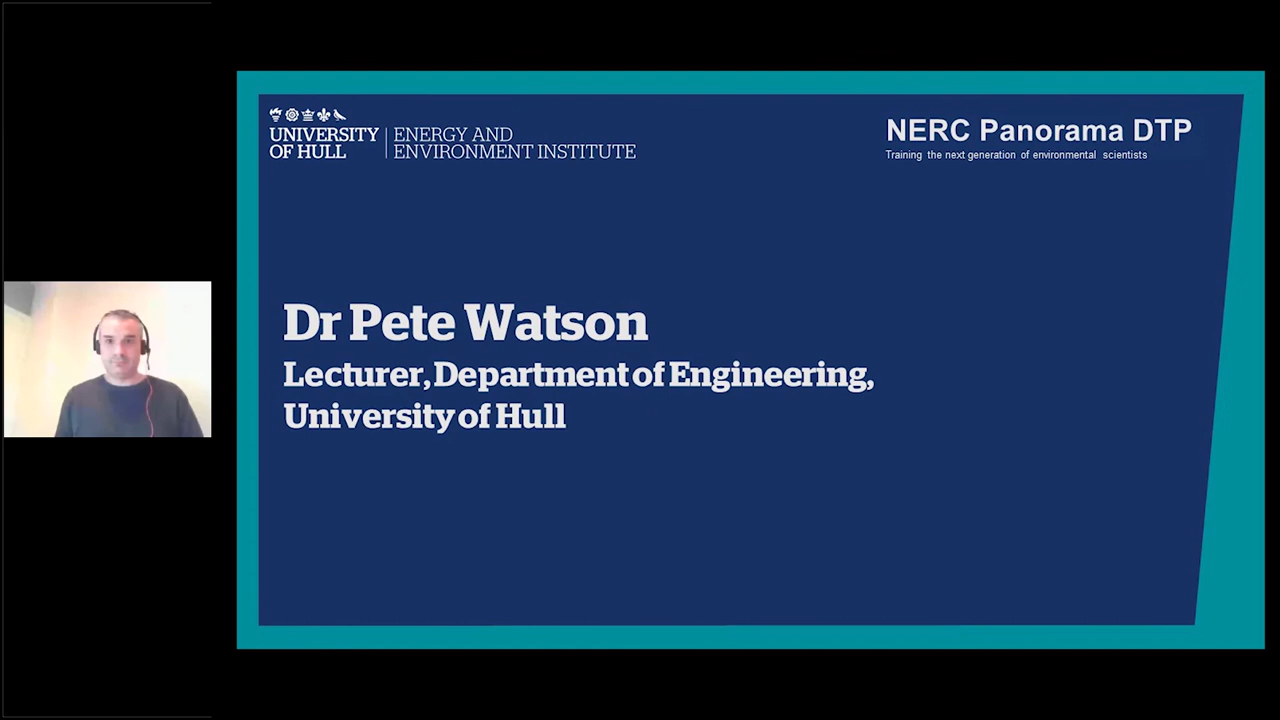 UNIVERSITY
OF HULL
ENERGY AND
ENVIRONMENT INSTITUTE
NERC Panorama DTP
Training the next generation of environmental scientists
Dr Pete Watson
Lecturer, Department of Engineering,
University of Hull